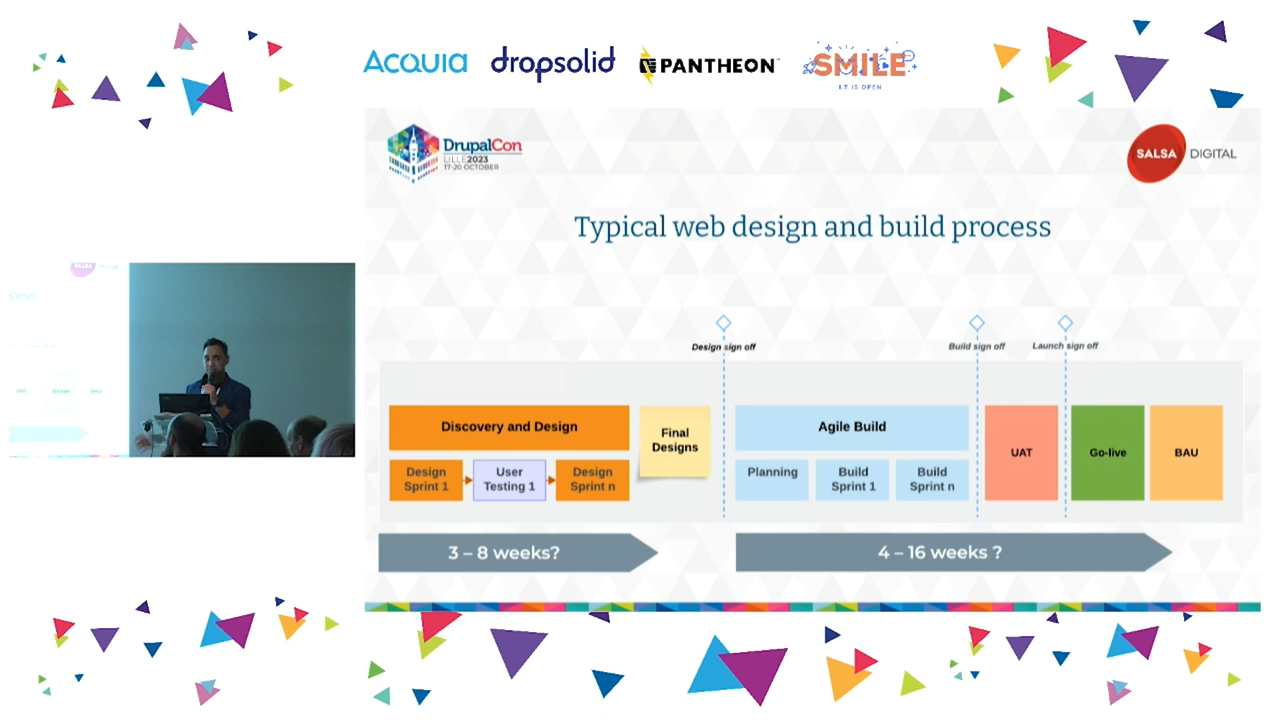 ACQUIA
dropsolid
PANTHEON
SMILE
I.T IS OPEN
DrupalCon
LILLE2023
17-20 OCTOBER
SALSA DIGITAL
Typical web design and build process
Design sign off
Build sign off
Launch sign off
Discovery and Design
Final
Designs
Agile Build
UAT
Go-live
BAU
Design
Sprint 1
User
Testing 1
Design
Sprint n
Planning
Build
Sprint 1
Build
Sprint n
3 – 8 weeks?
4 – 16 weeks ?